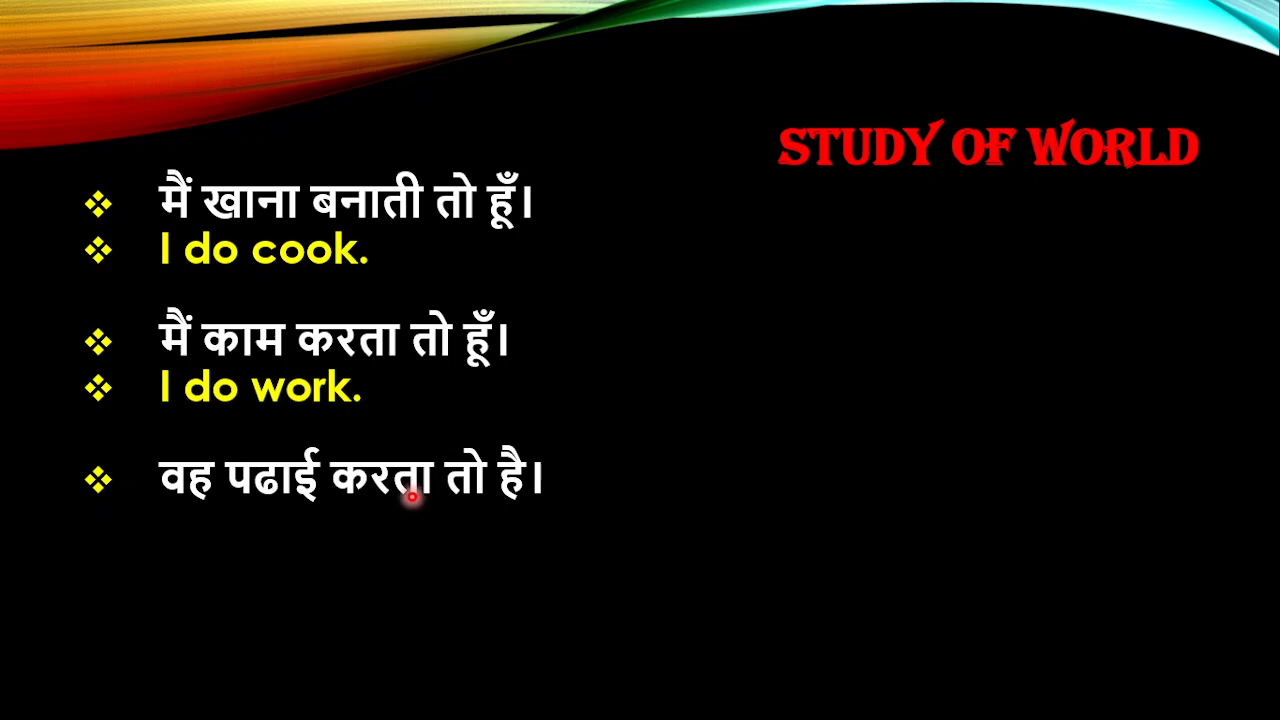 STUDY OF WORLD
मैं खाना बनाती तो हूँ।
I do cook.
मैं काम करता तो हूँ।
I do work.
वह पढाई करता तो है।